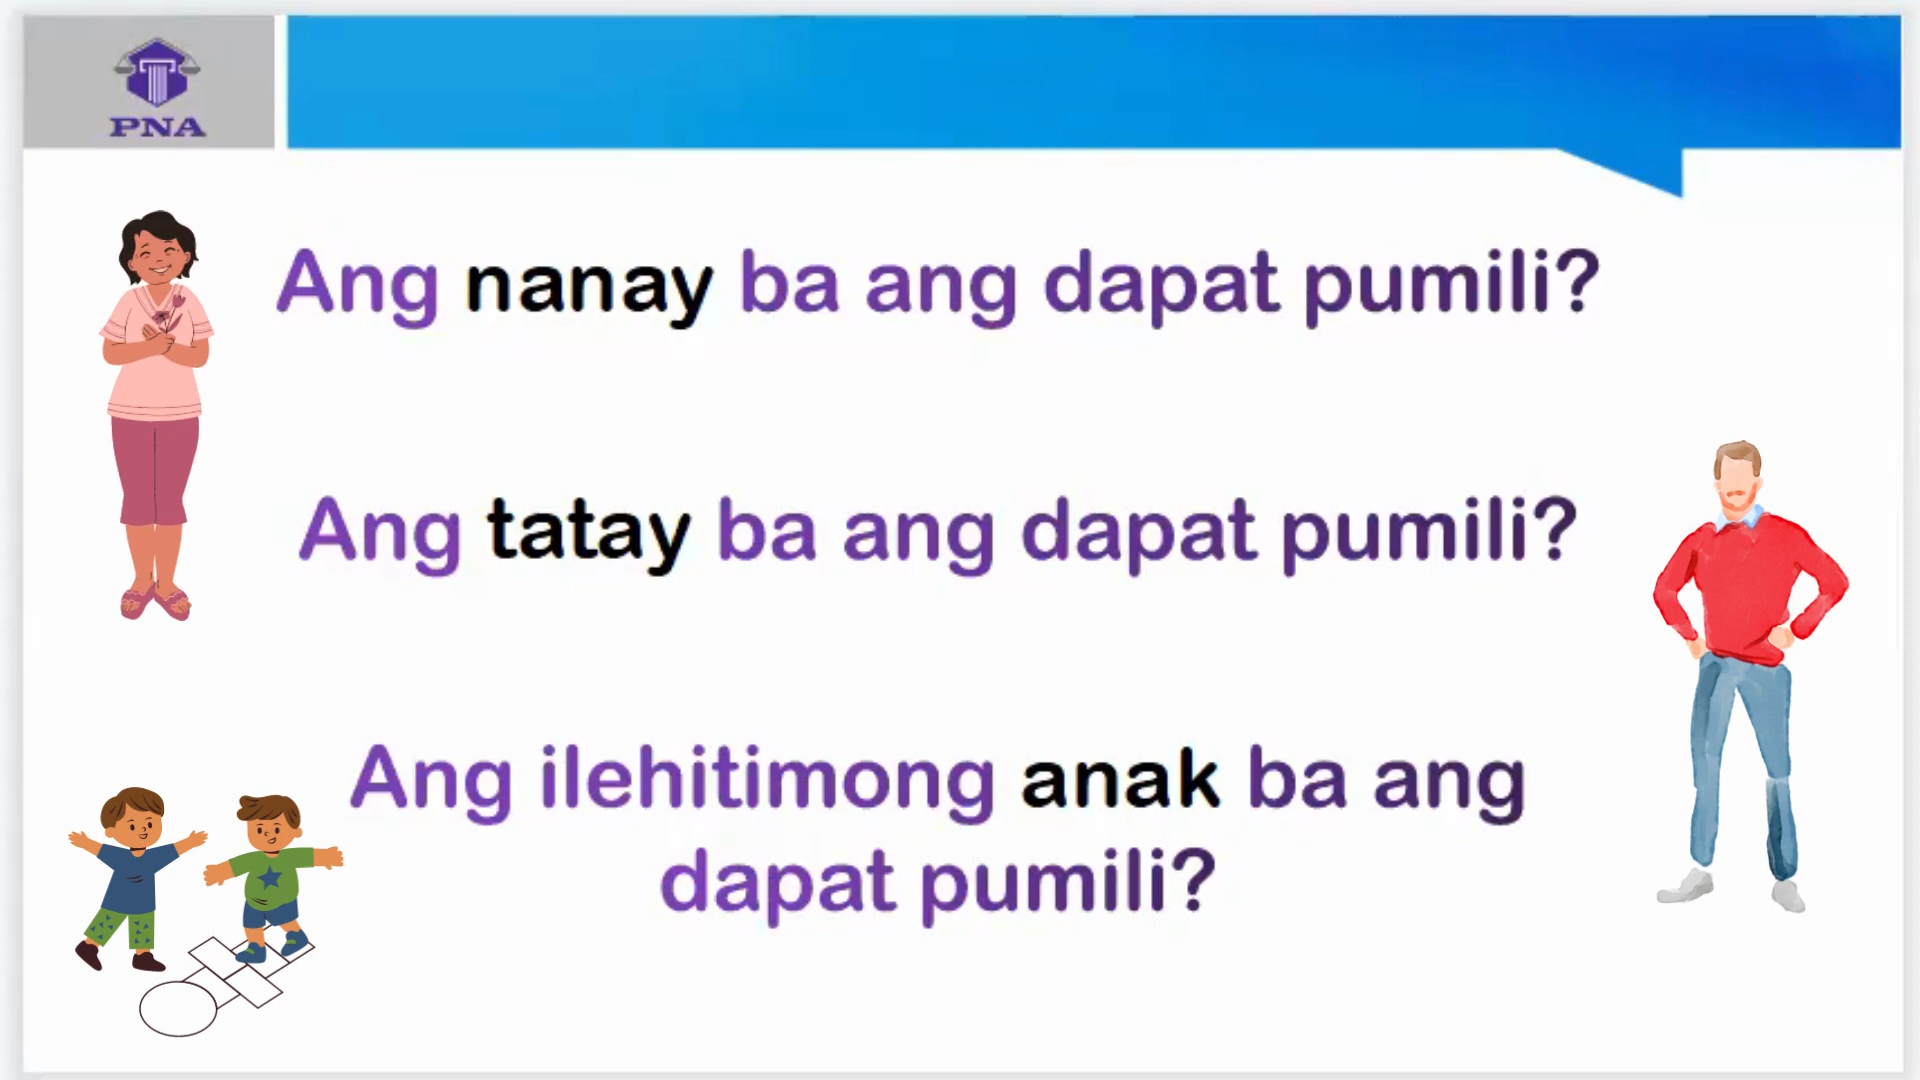 PNA
Ang nanay ba ang dapat pumili?
Ang tatay ba ang dapat pumili?
Ang ilehitimong anak ba ang
dapat pumili?